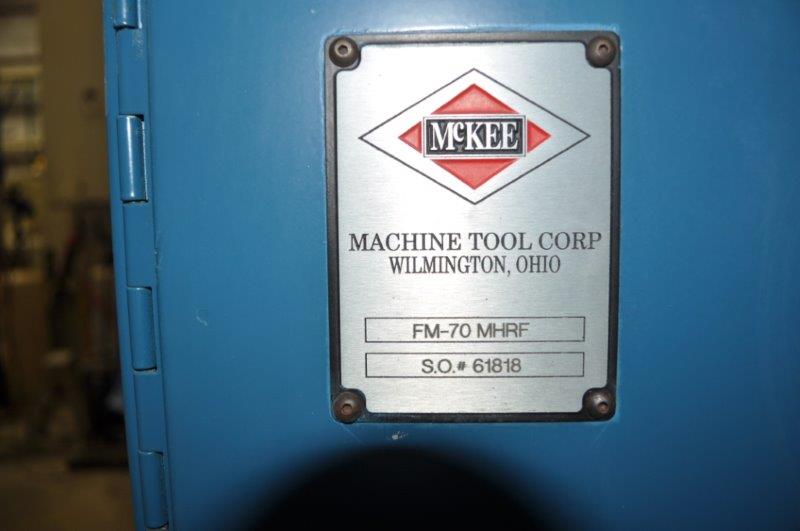 McKEE
MACHINE TOOL CORP
WILMINGTON, OHIO
FM-70 MHRF
S.O.# 61818